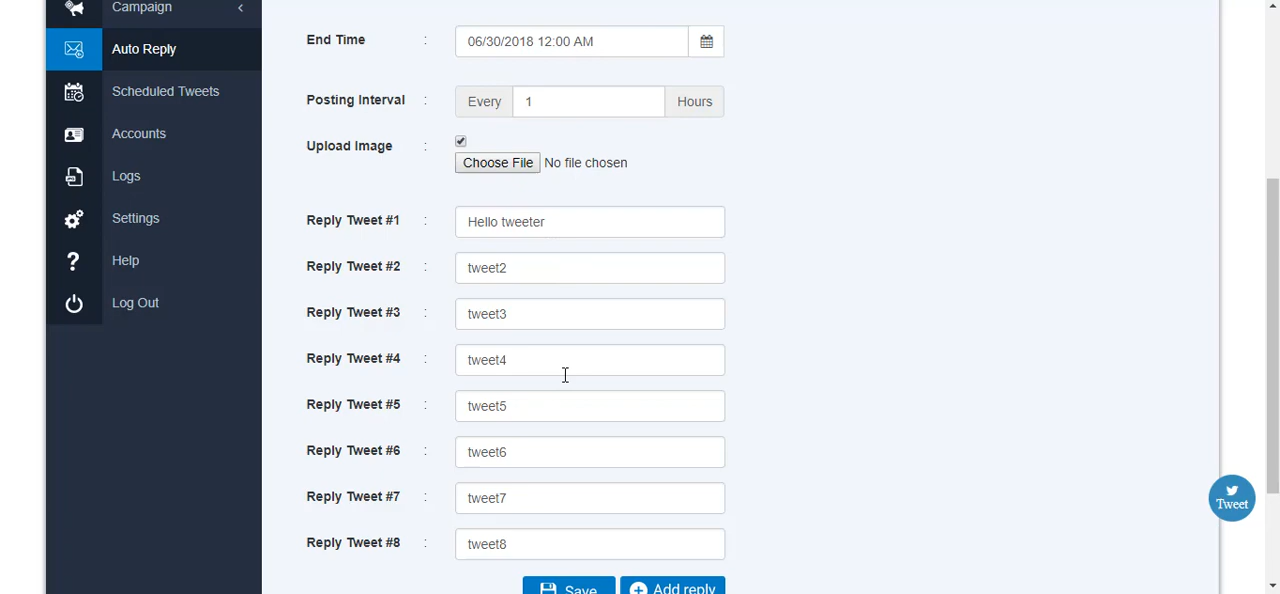 Campaign
Auto Reply
Scheduled Tweets
Accounts
Logs
Settings
Help
Log Out
End Time : 06/30/2018 12:00 AM
Posting Interval : Every 1 Hours
Upload Image :
Choose File No file chosen
Reply Tweet #1 : Hello tweeter
Reply Tweet #2 : tweet2
Reply Tweet #3 : tweet3
Reply Tweet #4 : tweet4
Reply Tweet #5 : tweet5
Reply Tweet #6 : tweet6
Reply Tweet #7 : tweet7
Reply Tweet #8 : tweet8
Save Add reply
Tweet